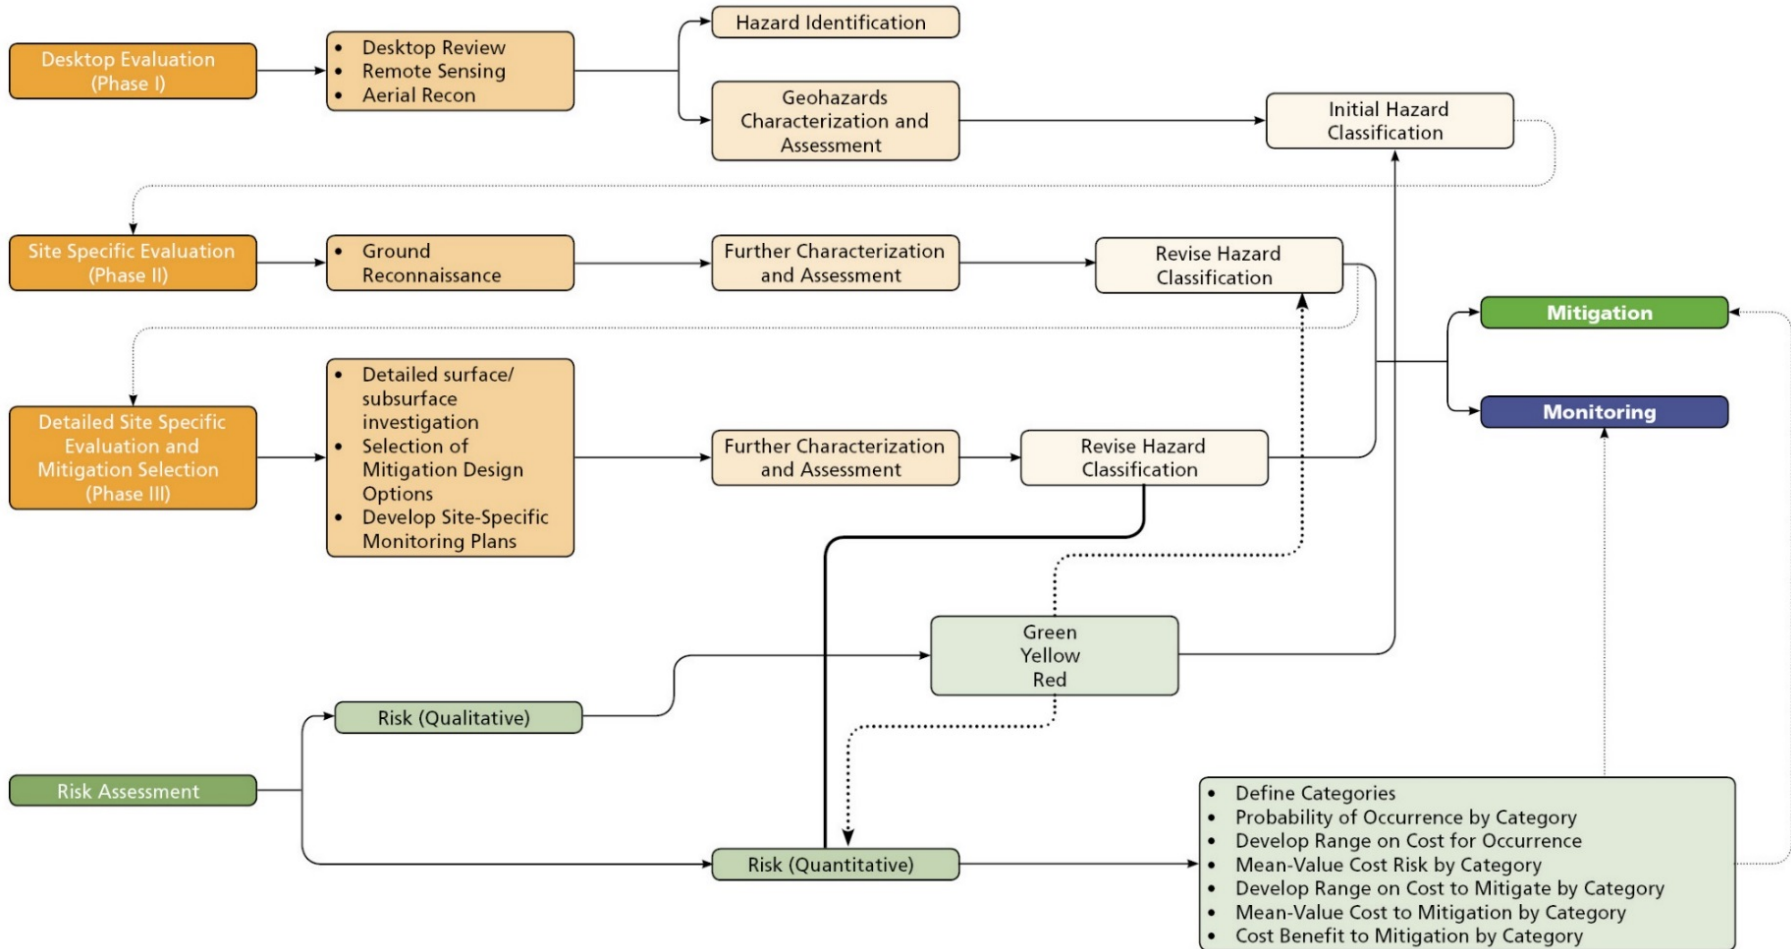 Desktop Evaluation
(Phase I)
• Desktop Review
• Remote Sensing
• Aerial Recon
Hazard Identification
Geohazards
Characterization and
Assessment
Initial Hazard
Classification
Site Specific Evaluation
(Phase II)
• Ground
Reconnaissance
Further Characterization
and Assessment
Revise Hazard
Classification
Mitigation
Monitoring
Detailed Site Specific
Evaluation and
Mitigation Selection
(Phase III)
• Detailed surface/
subsurface
investigation
• Selection of
Mitigation Design
Options
• Develop Site-Specific
Monitoring Plans
Further Characterization
and Assessment
Revise Hazard
Classification
Green
Yellow
Red
Risk (Qualitative)
Risk Assessment
Risk (Quantitative)
• Define Categories
• Probability of Occurrence by Category
• Develop Range on Cost for Occurrence
• Mean-Value Cost Risk by Category
• Develop Range on Cost to Mitigate by Category
• Mean-Value Cost to Mitigation by Category
• Cost Benefit to Mitigation by Category